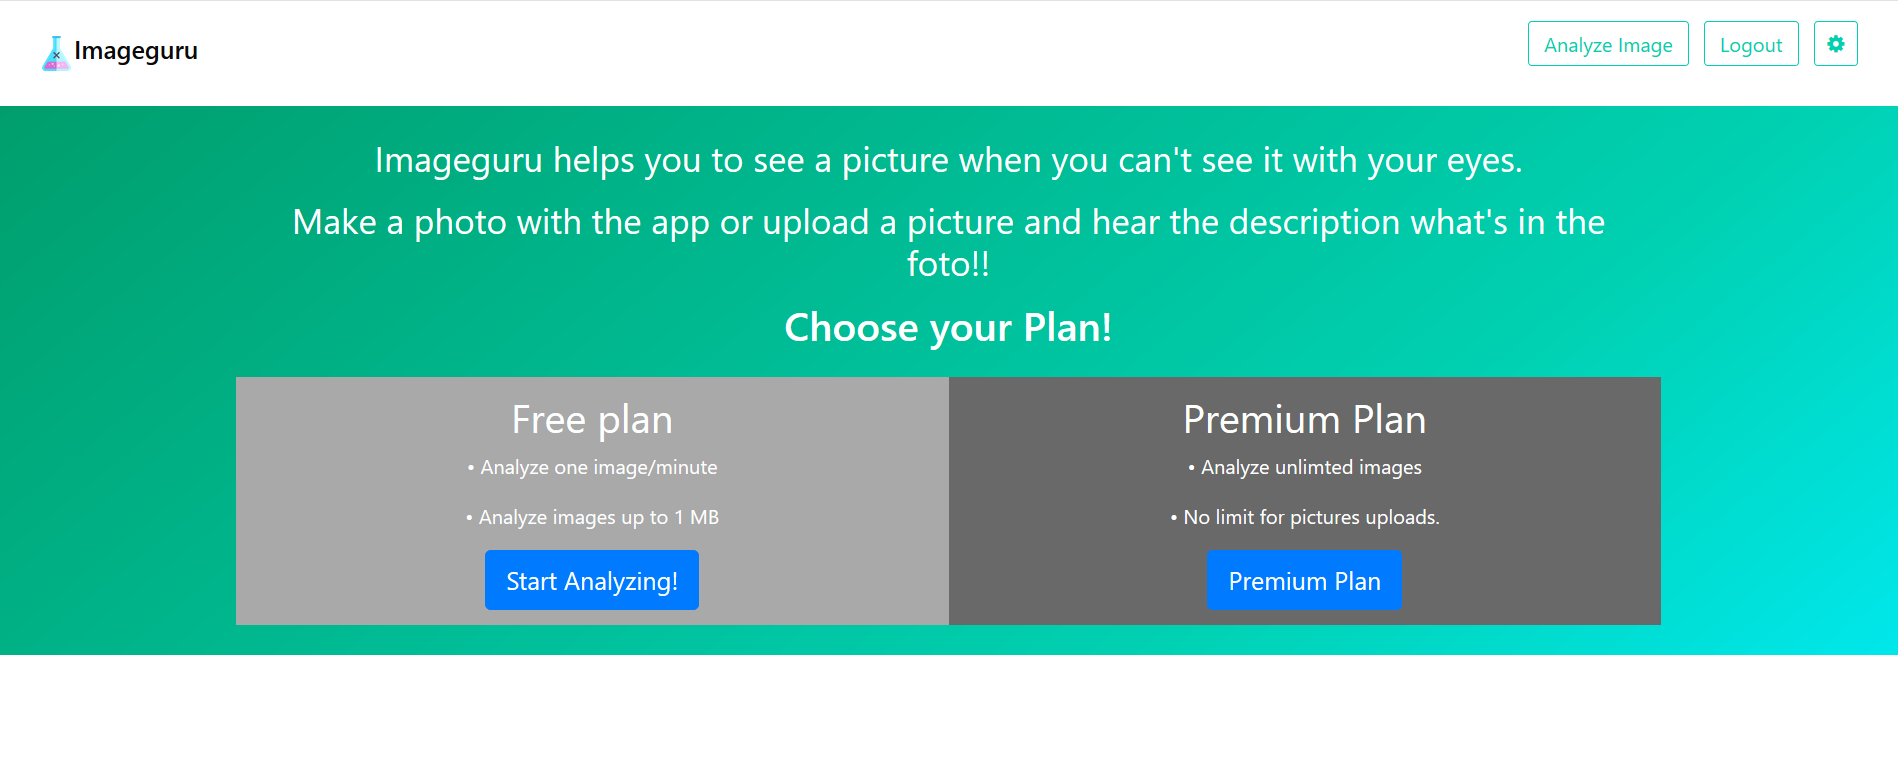 Imageguru
Analyze Image
Logout
Imageguru helps you to see a picture when you can't see it with your eyes.
Make a photo with the app or upload a picture and hear the description what's in the
foto!!
Choose your Plan!
Free plan
• Analyze one image/minute
• Analyze images up to 1 MB
Start Analyzing!
Premium Plan
• Analyze unlimted images
• No limit for pictures uploads.
Premium Plan